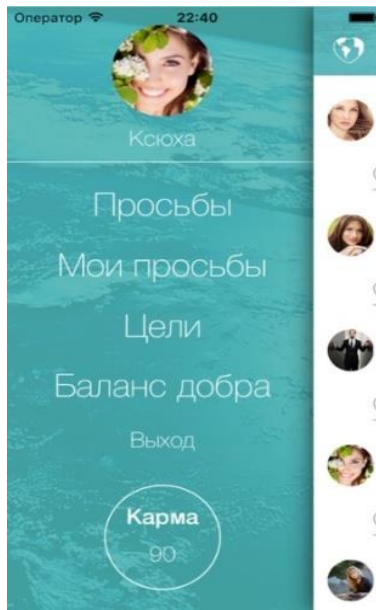 Оператор 22:40
Ксюха
Просьбы
Мои просьбы
Цели
Баланс добра
Выход
Карма
90